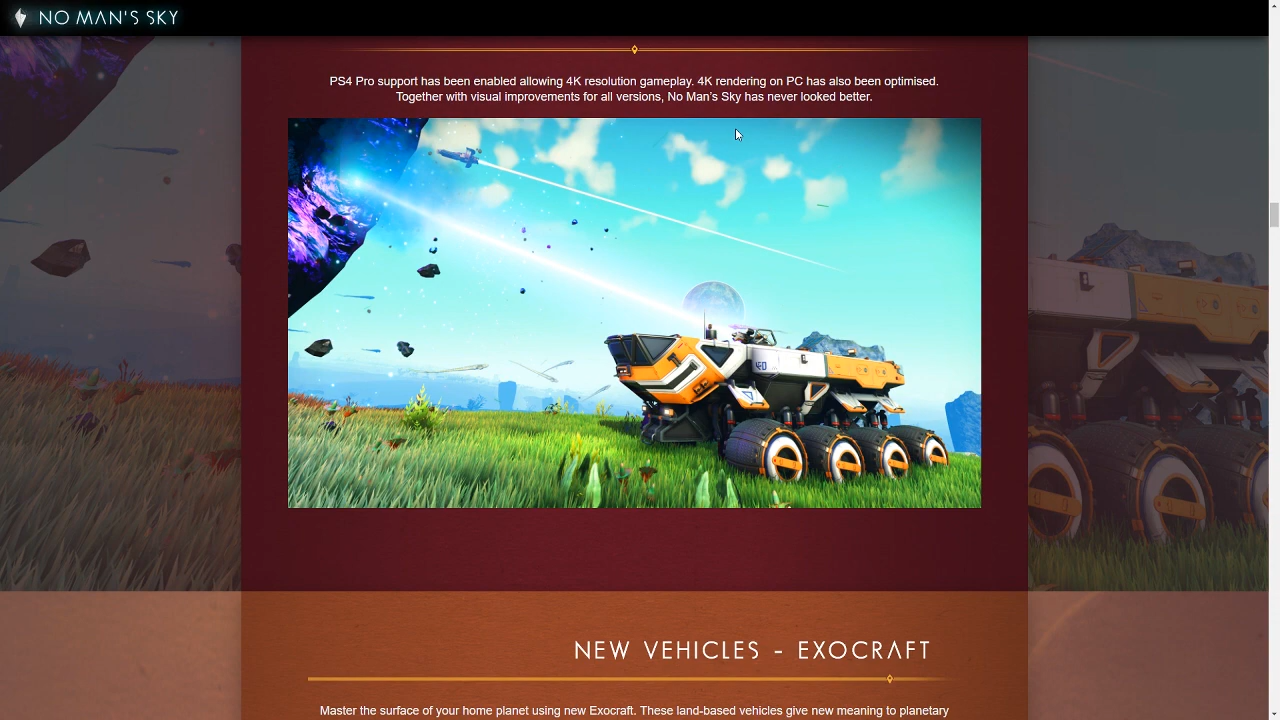 NO MAN'S SKY
PS4 Pro support has been enabled allowing 4K resolution gameplay. 4K rendering on PC has also been optimised.
Together with visual improvements for all versions, No Man's Sky has never looked better.
NEW VEHICLES - EXOCRAFT
Master the surface of your home planet using new Exocraft. These land-based vehicles give new meaning to planetary